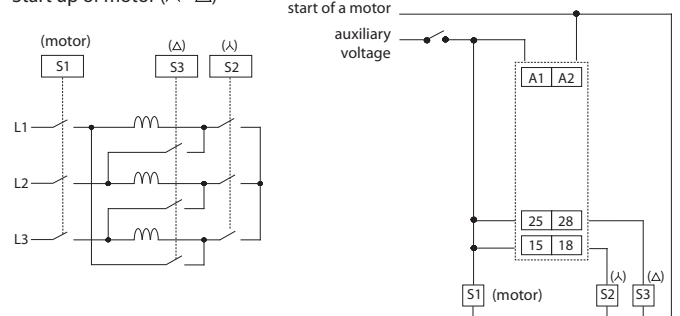 Start up of motor (⅄ - △)
start of a motor
auxiliary
voltage
(motor)
(△)
(⅄)
S1
S3
S2
L1
L2
L3
A1 A2
25 28
15 18
S1 (motor)
S2 (⅄)
S3 (△)